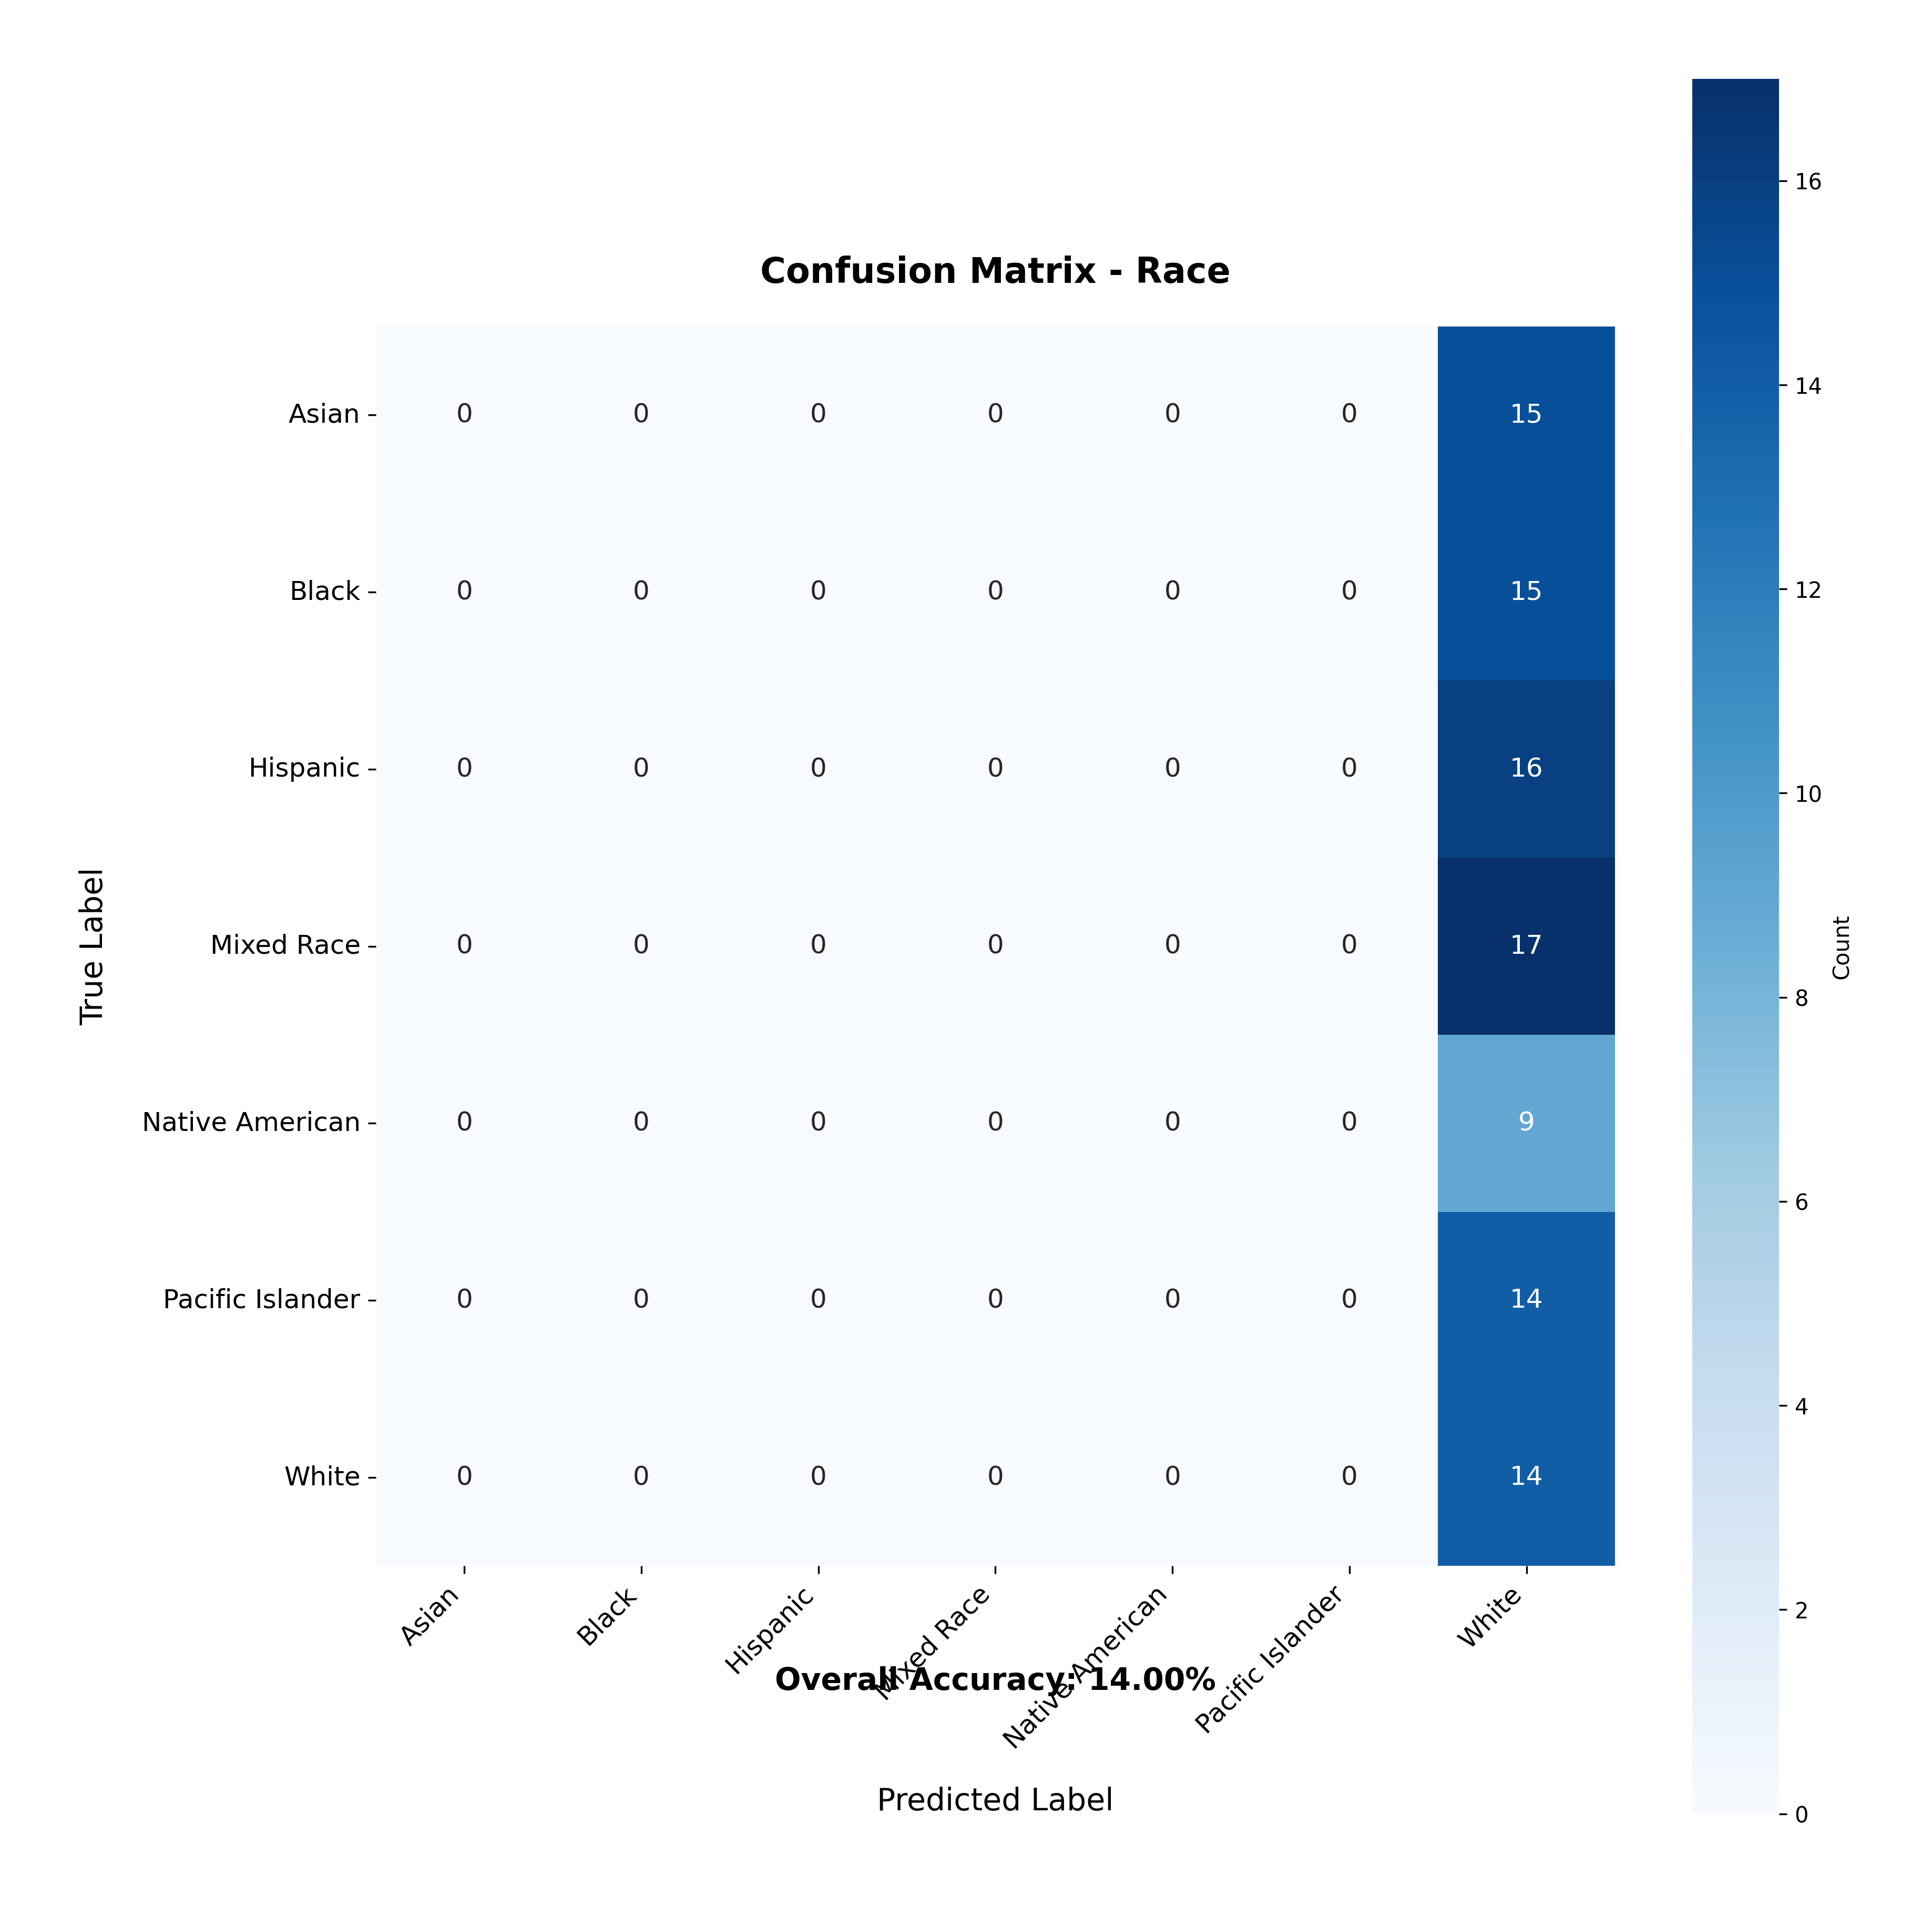 Confusion Matrix - Race
True Label
Asian 0 0 0 0 0 0 15
Black 0 0 0 0 0 0 15
Hispanic 0 0 0 0 0 0 16
Mixed Race 0 0 0 0 0 0 17
Native American 0 0 0 0 0 0 9
Pacific Islander 0 0 0 0 0 0 14
White 0 0 0 0 0 0 14
Asian Black Hispanic Mixed Race Native American Pacific Islander White
Overall Accuracy: 14.00%
Predicted Label
16
14
12
10
8
6
4
2
0
Count